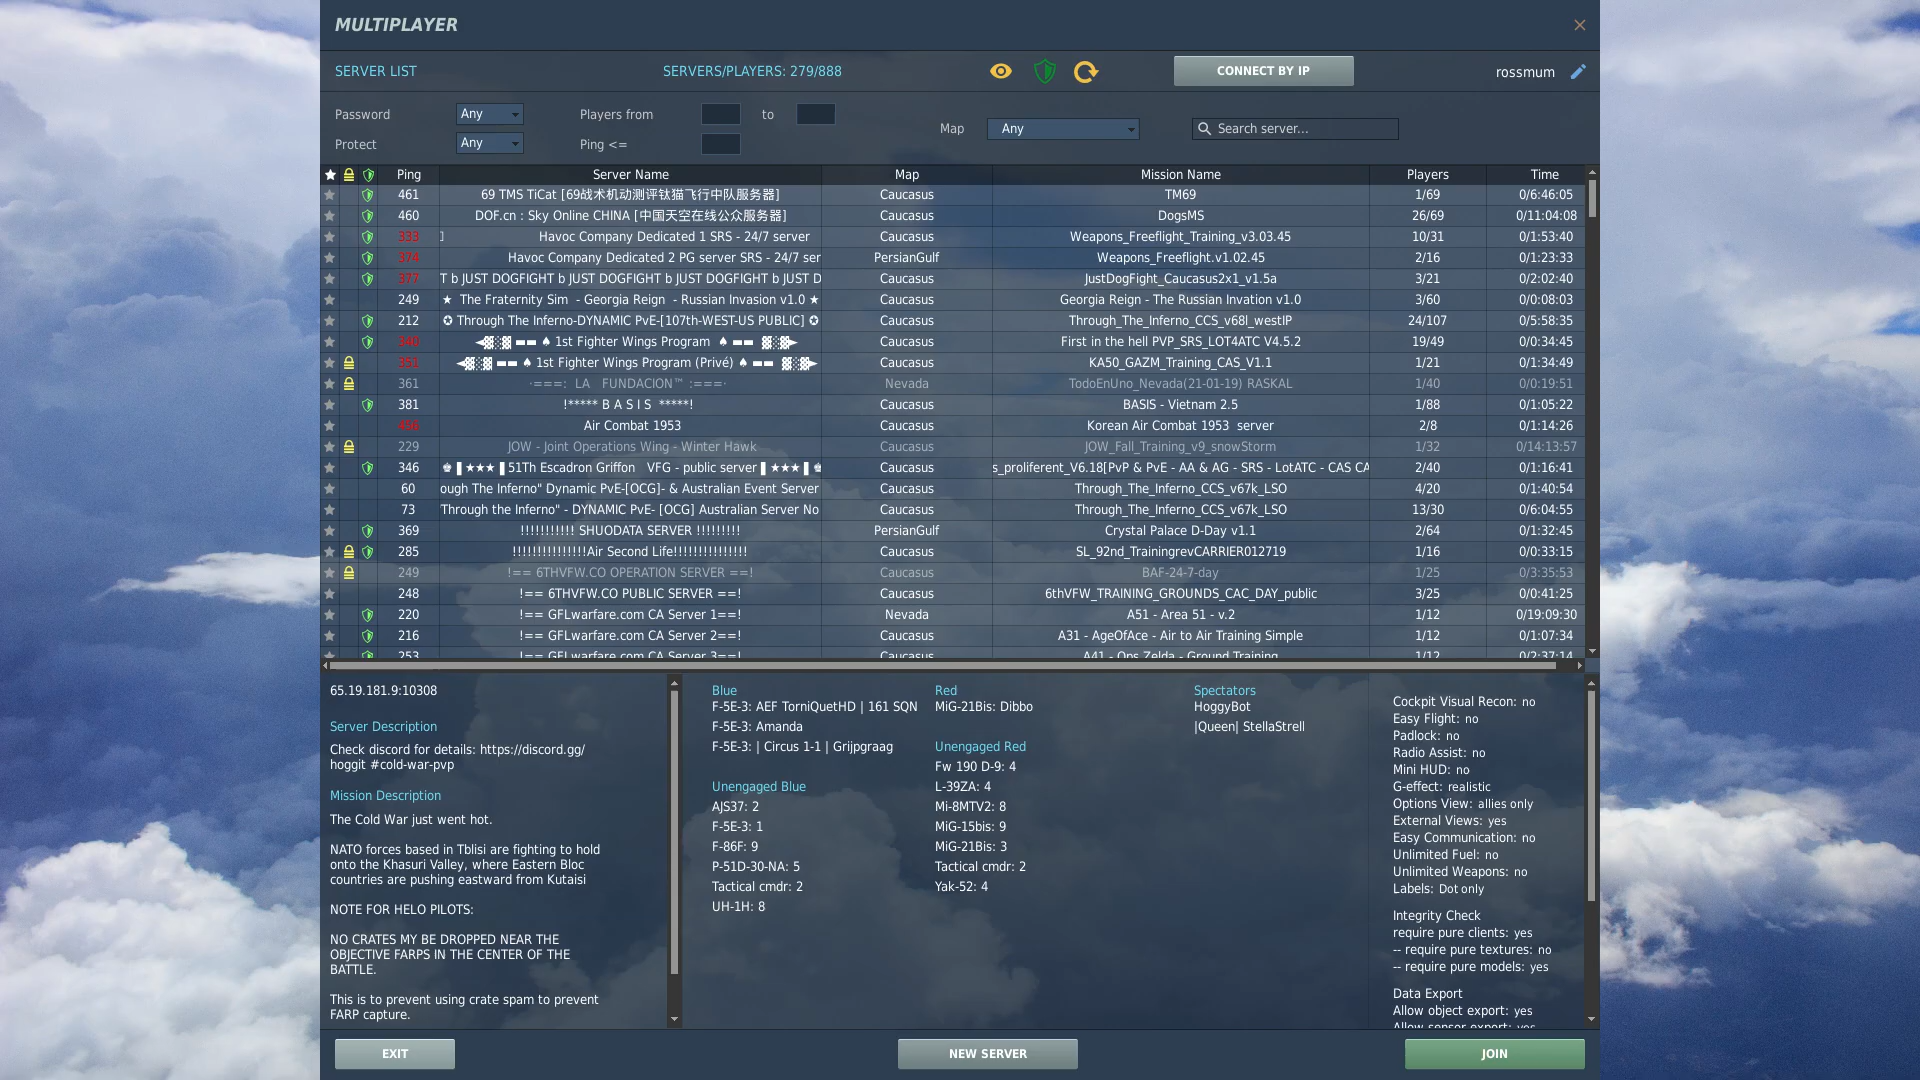 MULTIPLAYER
SERVER LIST
SERVERS/PLAYERS: 279/888
CONNECT BY IP
rossmum
Password Any Players from to
Map Any Search server...
Protect Any Ping <=
Ping Server Name Map Mission Name Players Time
461 69 TMS TiCat [69战术机动测评钛猫飞行中队服务器] Caucasus TM69 1/69 0/6:46:05
460 DOF.cn : Sky Online CHINA [中国天空在线公众服务器] Caucasus DogsMS 26/69 0/11:04:08
333 Havoc Company Dedicated 1 SRS - 24/7 server Caucasus Weapons_Freeflight_Training_v3.03.45 10/31 0/1:53:40
374 Havoc Company Dedicated 2 PG server SRS - 24/7 ser PersianGulf Weapons_Freeflight.v1.02.45 2/16 0/1:23:33
377 T b JUST DOGFIGHT b JUST DOGFIGHT b JUST DOGFIGHT b JUST D Caucasus JustDogFight_Caucasus2x1_v1.5a 3/21 0/2:02:40
249 ★ The Fraternity Sim - Georgia Reign - Russian Invasion v1.0 ★ Caucasus Georgia Reign - The Russian Invation v1.0 3/60 0/0:08:03
212 ✪ Through The Inferno-DYNAMIC PvE-[107th-WEST-US PUBLIC] ✪ Caucasus Through_The_Inferno_CCS_v68l_westIP 24/107 0/5:58:35
◄▓░▓ ▬▬ ♠ 1st Fighter Wings Program ♠ ▬▬ ▓░▓► Caucasus First in the hell PVP_SRS_LOT4ATC V4.5.2 19/49 0/0:34:45
351 ◄▓░▓ ▬▬ ♠ 1st Fighter Wings Program (Privé) ♠ ▬▬ ▓░▓► Caucasus KA50_GAZM_Training_CAS_V1.1 1/21 0/1:34:49
361 ·===: LA FUNDACION™ :===· Nevada TodoEnUno_Nevada(21-01-19) RASKAL 1/40 0/0:19:51
381 !***** B A S I S *****! Caucasus BASIS - Vietnam 2.5 1/88 0/1:05:22
Air Combat 1953 Caucasus Korean Air Combat 1953 server 2/8 0/1:14:26
229 JOW - Joint Operations Wing - Winter Hawk Caucasus JOW_Fall_Training_v9_snowStorm 1/32 0/14:13:57
346 ♚▐ ★★★▐ 51Th Escadron Griffon VFG - public server▐ ★★★▐ ♚ Caucasus s_proliferent_V6.18[PvP & PvE - AA & AG - SRS - LotATC - CAS CA 2/40 0/1:16:41
60 ough The Inferno" Dynamic PvE-[OCG]- & Australian Event Server Caucasus Through_The_Inferno_CCS_v67k_LSO 4/20 0/1:40:54
73 Through the Inferno" - DYNAMIC PvE- [OCG] Australian Server No Caucasus Through_The_Inferno_CCS_v67k_LSO 13/30 0/6:04:55
369 !!!!!!!!!!! SHUODATA SERVER !!!!!!!!! PersianGulf Crystal Palace D-Day v1.1 2/64 0/1:32:45
285 !!!!!!!!!!!!!!!Air Second Life!!!!!!!!!!!!!!! Caucasus SL_92nd_TrainingrevCARRIER012719 1/16 0/0:33:15
249 !== 6THVFW.CO OPERATION SERVER ==! Caucasus BAF-24-7-day 1/25 0/3:35:53
248 !== 6THVFW.CO PUBLIC SERVER ==! Caucasus 6thVFW_TRAINING_GROUNDS_CAC_DAY_public 3/25 0/0:41:25
220 !== GFLwarfare.com CA Server 1==! Nevada A51 - Area 51 - v.2 1/12 0/19:09:30
216 !== GFLwarfare.com CA Server 2==! Caucasus A31 - AgeOfAce - Air to Air Training Simple 1/12 0/1:07:34
253 !== GFLwarfare.com CA Server 3==! Caucasus A41 - Ops Zelda - Ground Training 1/12 0/2:37:14
65.19.181.9:10308
Server Description
Check discord for details: https://discord.gg/
hoggit #cold-war-pvp
Mission Description
The Cold War just went hot.
NATO forces based in Tblisi are fighting to hold
onto the Khasuri Valley, where Eastern Bloc
countries are pushing eastward from Kutaisi
NOTE FOR HELO PILOTS:
NO CRATES MY BE DROPPED NEAR THE
OBJECTIVE FARPS IN THE CENTER OF THE
BATTLE.
This is to prevent using crate spam to prevent
FARP capture.
Blue
F-5E-3: AEF TorniQuetHD | 161 SQN
F-5E-3: Amanda
F-5E-3: | Circus 1-1 | Grijpgraag
Unengaged Blue
AJS37: 2
F-5E-3: 1
F-86F: 9
P-51D-30-NA: 5
Tactical cmdr: 2
UH-1H: 8
Red
MiG-21Bis: Dibbo
Unengaged Red
Fw 190 D-9: 4
L-39ZA: 4
Mi-8MTV2: 8
MiG-15bis: 9
MiG-21Bis: 3
Tactical cmdr: 2
Yak-52: 4
Spectators
HoggyBot
|Queen| StellaStrell
Cockpit Visual Recon: no
Easy Flight: no
Padlock: no
Radio Assist: no
Mini HUD: no
G-effect: realistic
Options View: allies only
External Views: yes
Easy Communication: no
Unlimited Fuel: no
Unlimited Weapons: no
Labels: Dot only
Integrity Check
require pure clients: yes
-- require pure textures: no
-- require pure models: yes
Data Export
Allow object export: yes
Allow sensor export: yes
EXIT
NEW SERVER
JOIN